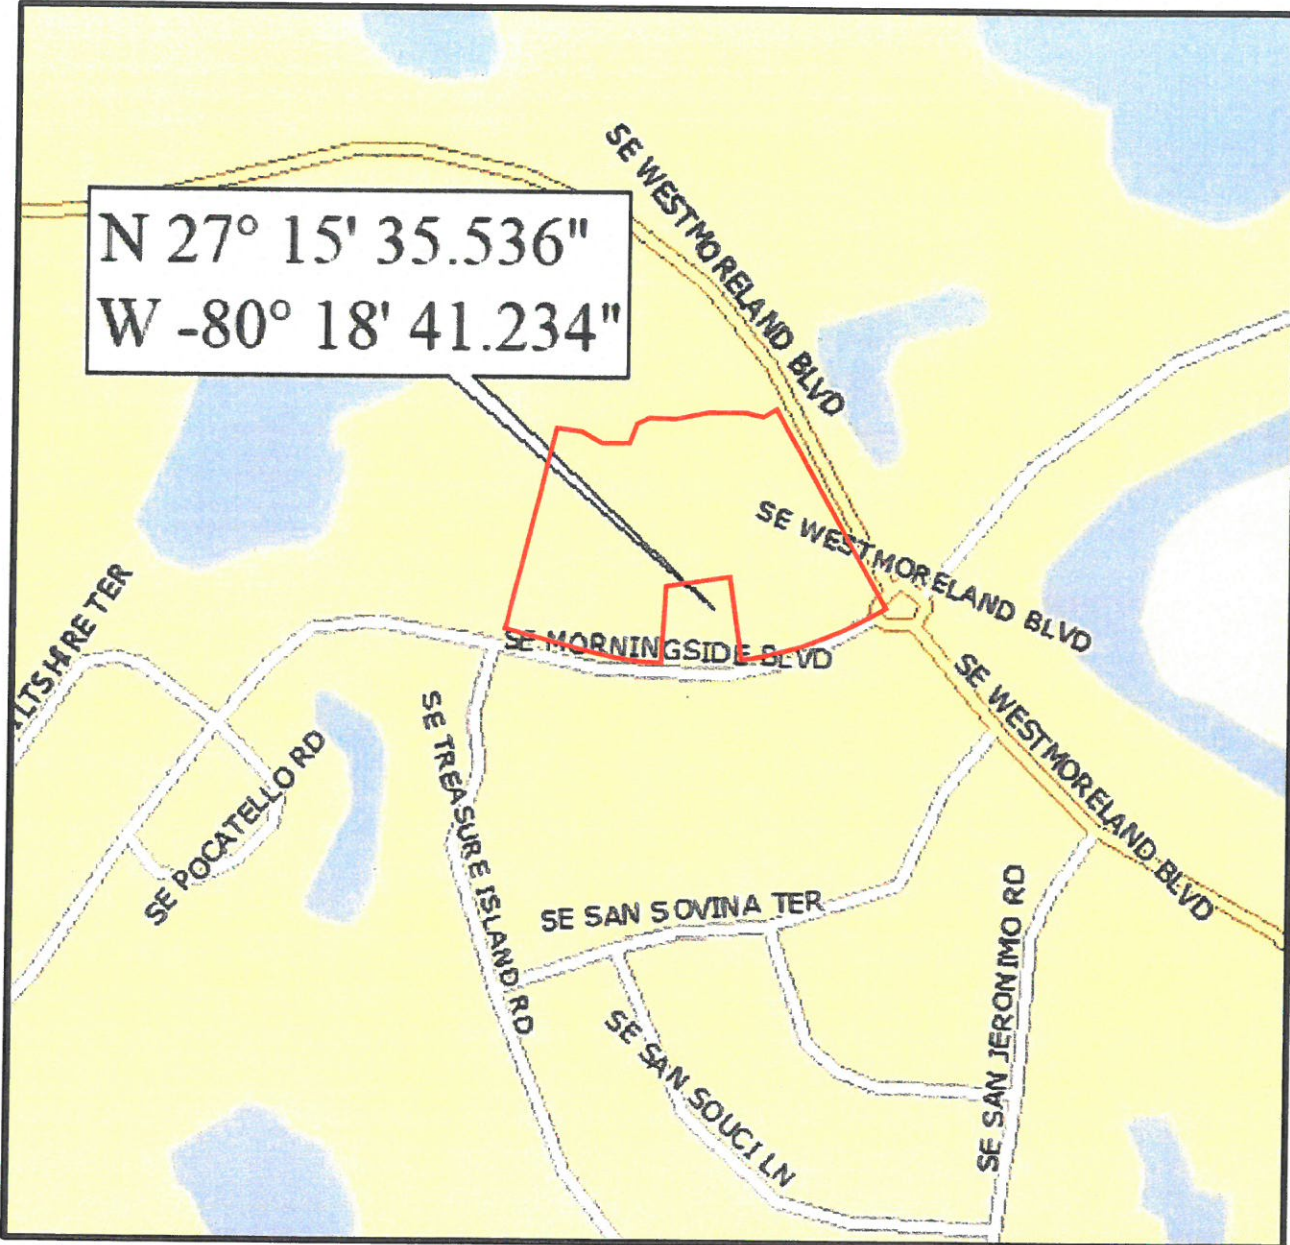 SE WESTMORELAND BLVD
N 27° 15' 35.536"
W -80° 18' 41.234"
SE WESTMORELAND BLVD
SE MORNINGSIDE BLVD
SE WESTMORELAND BLVD
SE POCATELLO RD
SE TREASURE ISLAND RD
SE SAN SOVINA TER
SE SAN JERONIMO RD
SE SAN SOUCI LN